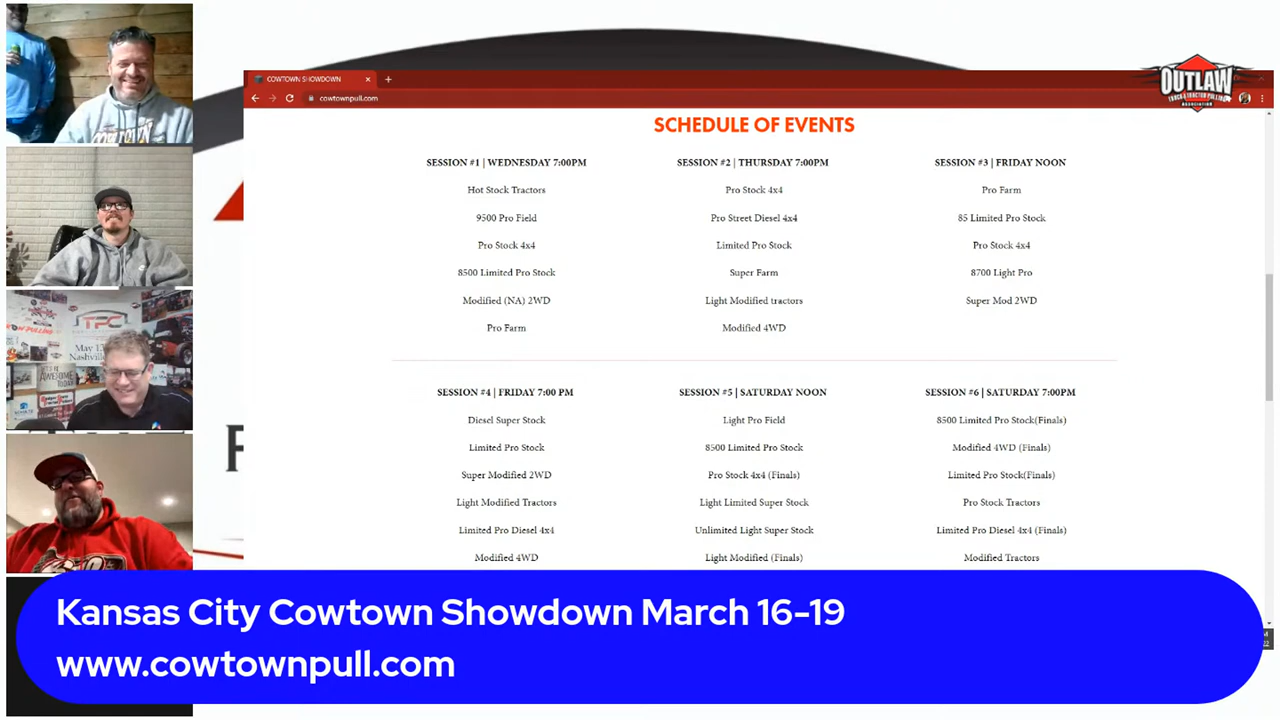 COWTOWN SHOWDOWN
cowtownpull.com
OUTLAW
TRUCK & TRACTOR PULLING
ASSOCIATION
SCHEDULE OF EVENTS
SESSION #1 | WEDNESDAY 7:00PM
Hot Stock Tractors
9500 Pro Field
Pro Stock 4x4
8500 Limited Pro Stock
Modified (NA) 2WD
Pro Farm
SESSION #2 | THURSDAY 7:00PM
Pro Stock 4x4
Pro Street Diesel 4x4
Limited Pro Stock
Super Farm
Light Modified tractors
Modified 4WD
SESSION #3 | FRIDAY NOON
Pro Farm
85 Limited Pro Stock
Pro Stock 4x4
8700 Light Pro
Super Mod 2WD
SESSION #4 | FRIDAY 7:00 PM
Diesel Super Stock
Limited Pro Stock
Super Modified 2WD
Light Modified Tractors
Limited Pro Diesel 4x4
Modified 4WD
SESSION #5 | SATURDAY NOON
Light Pro Field
8500 Limited Pro Stock
Pro Stock 4x4 (Finals)
Light Limited Super Stock
Unlimited Light Super Stock
Light Modified (Finals)
SESSION #6 | SATURDAY 7:00PM
8500 Limited Pro Stock(Finals)
Modified 4WD (Finals)
Limited Pro Stock(Finals)
Pro Stock Tractors
Limited Pro Diesel 4x4 (Finals)
Modified Tractors
TPC
Nashville
Kansas City Cowtown Showdown March 16-19
www.cowtownpull.com